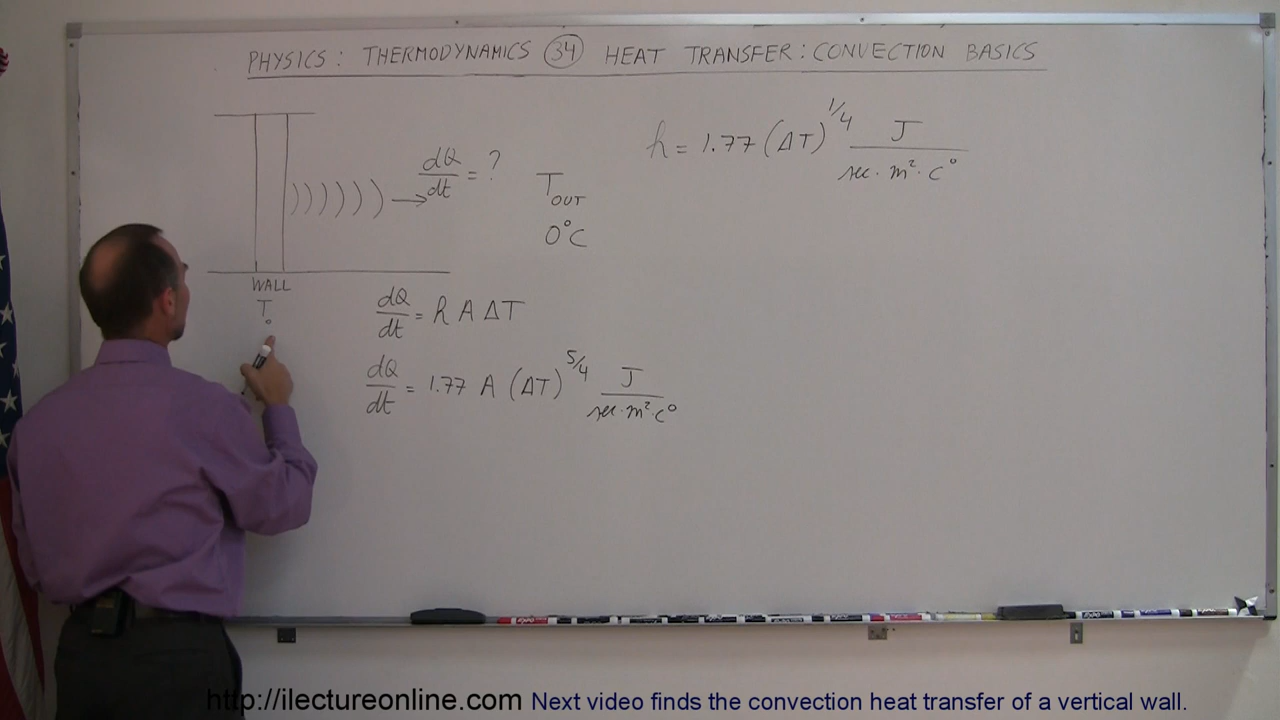 PHYSICS: THERMODYNAMICS 34 HEAT TRANSFER: CONVECTION BASICS
h = 1.77 (ΔT)^1/4 J / sec·m²·C°
dQ/dt = ?
T_OUT
0°C
WALL
T
°
dQ/dt = h A ΔT
dQ/dt = 1.77 A (ΔT)^5/4 J / sec·m²·C°
http://ilectureonline.com Next video finds the convection heat transfer of a vertical wall.